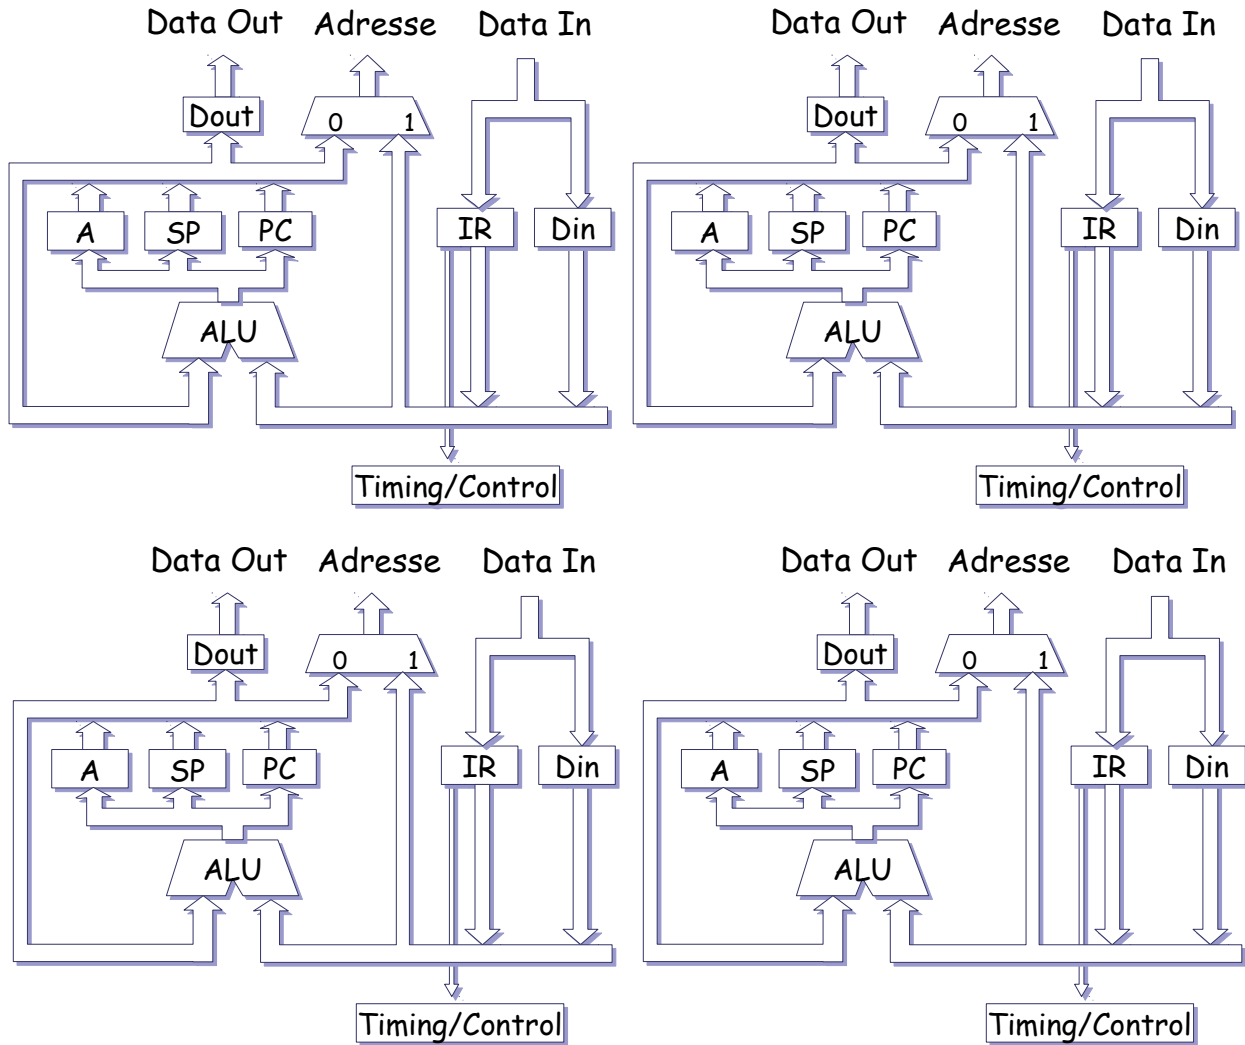 Data Out Adresse Data In Data Out Adresse Data In
Dout 0 1 Dout 0 1
A SP PC IR Din A SP PC IR Din
ALU ALU
Timing/Control Timing/Control
Data Out Adresse Data In Data Out Adresse Data In
Dout 0 1 Dout 0 1
A SP PC IR Din A SP PC IR Din
ALU ALU
Timing/Control Timing/Control